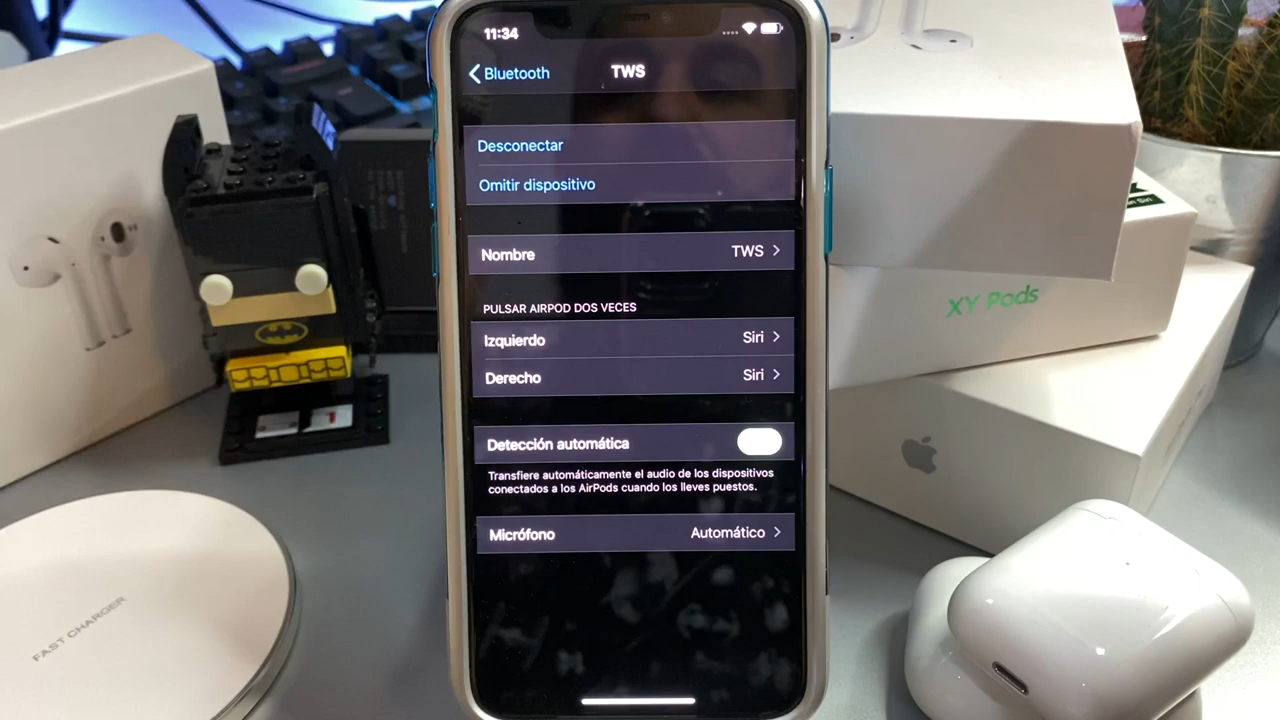 11:34
Bluetooth
TWS
Desconectar
Omitir dispositivo
Nombre TWS
PULSAR AIRPOD DOS VECES
Izquierdo Siri
Derecho Siri
Detección automática
Transfiere automáticamente el audio de los dispositivos
conectados a los AirPods cuando los lleves puestos.
Micrófono Automático
XY Pods
FAST CHARGER